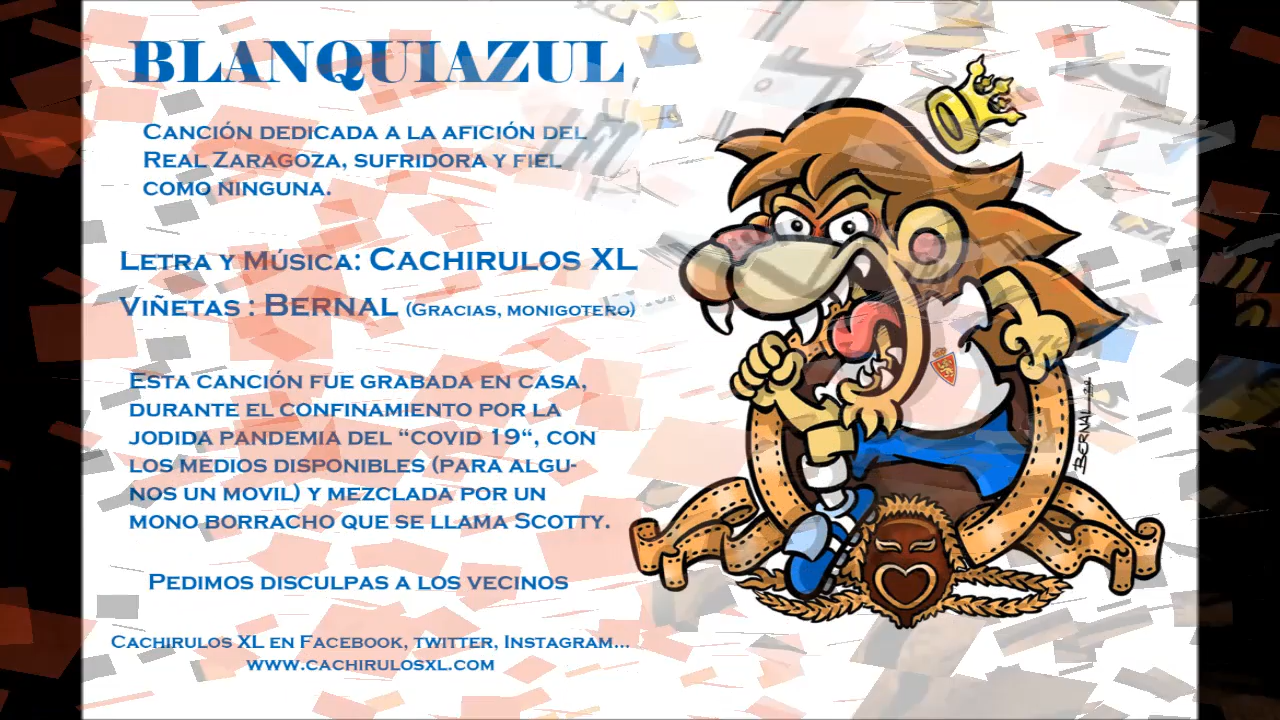 BLANQUIAZUL
Canción dedicada a la afición del
Real Zaragoza, sufridora y fiel
como ninguna.
Letra y Música: Cachirulos XL
Viñetas : Bernal (Gracias, monigotero)
Esta canción fue grabada en casa,
durante el confinamiento por la
jodida pandemia del “covid 19“, con
los medios disponibles (para algu-
nos un movil) y mezclada por un
mono borracho que se llama Scotty.
Pedimos disculpas a los vecinos
Cachirulos XL en Facebook, twitter, Instagram...
www.cachirulosxl.com
BERNAL